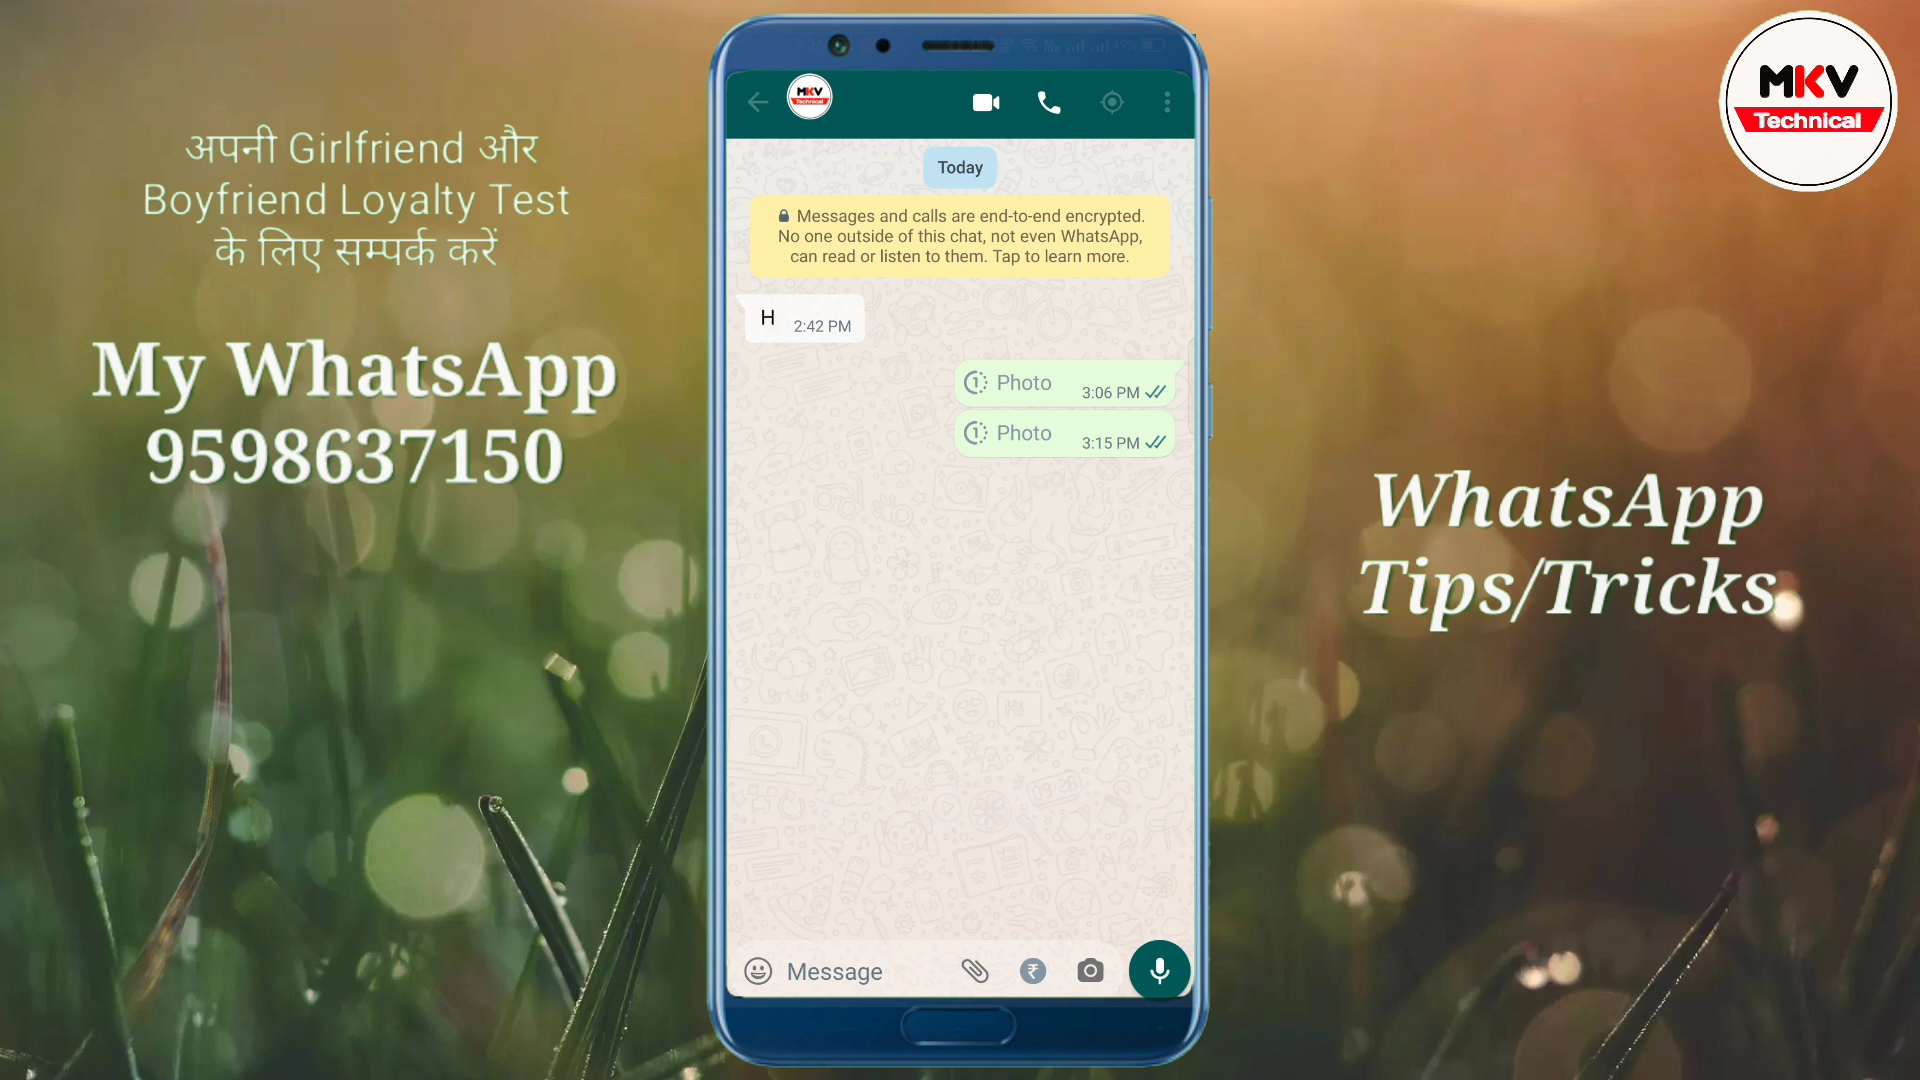 अपनी Girlfriend और
Boyfriend Loyalty Test
के लिए सम्पर्क करें
My WhatsApp
9598637150
49%
MKV
Technical
Today
Messages and calls are end-to-end encrypted.
No one outside of this chat, not even WhatsApp,
can read or listen to them. Tap to learn more.
H 2:42 PM
Photo 3:06 PM
Photo 3:15 PM
Message
MKV
Technical
WhatsApp
Tips/Tricks